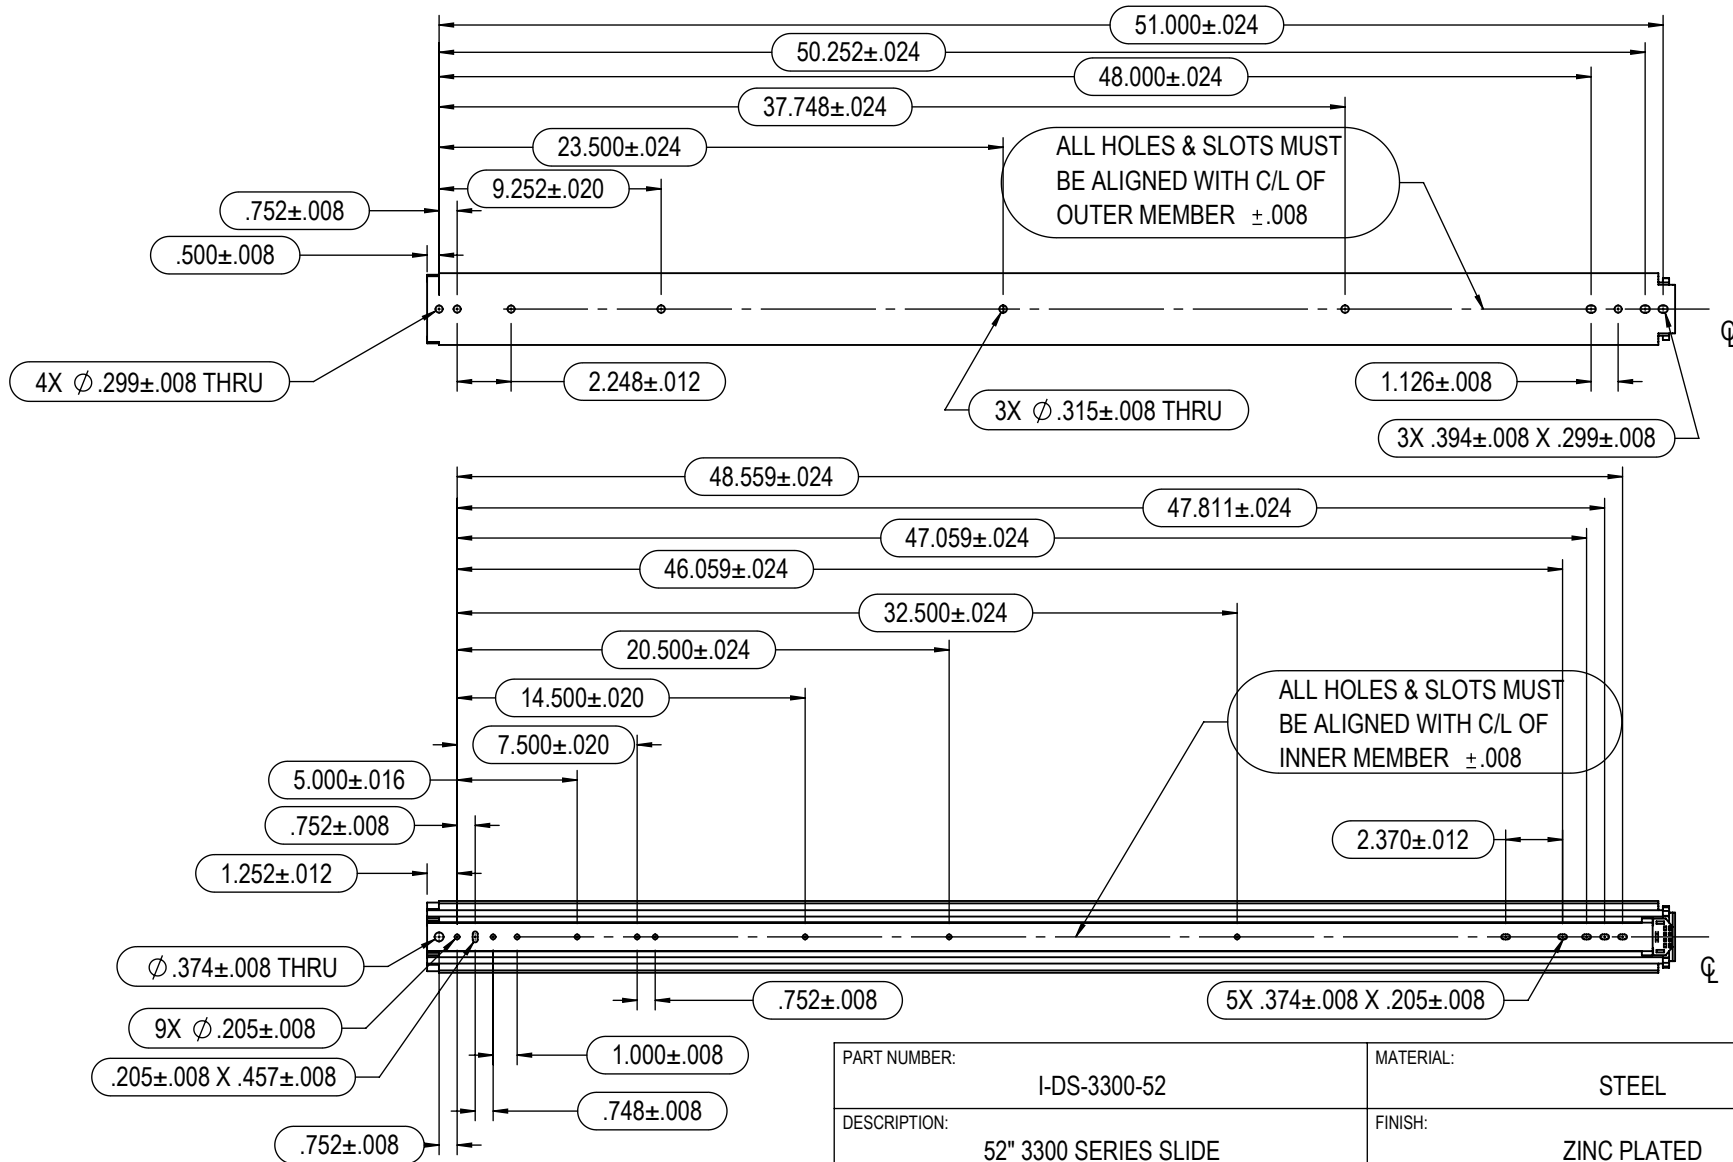 51.000±.024
50.252±.024
48.000±.024
37.748±.024
23.500±.024
ALL HOLES & SLOTS MUST
BE ALIGNED WITH C/L OF
OUTER MEMBER ±.008
9.252±.020
.752±.008
.500±.008
℄
4X ∅ .299±.008 THRU
2.248±.012
1.126±.008
3X ∅ .315±.008 THRU
3X .394±.008 X .299±.008
48.559±.024
47.811±.024
47.059±.024
46.059±.024
32.500±.024
20.500±.024
14.500±.020
ALL HOLES & SLOTS MUST
BE ALIGNED WITH C/L OF
INNER MEMBER ±.008
7.500±.020
5.000±.016
.752±.008
2.370±.012
1.252±.012
℄
∅ .374±.008 THRU
.752±.008
5X .374±.008 X .205±.008
9X ∅ .205±.008
1.000±.008
.205±.008 X .457±.008
.748±.008
.752±.008
PART NUMBER:
I-DS-3300-52
MATERIAL:
STEEL
DESCRIPTION:
52" 3300 SERIES SLIDE
FINISH:
ZINC PLATED